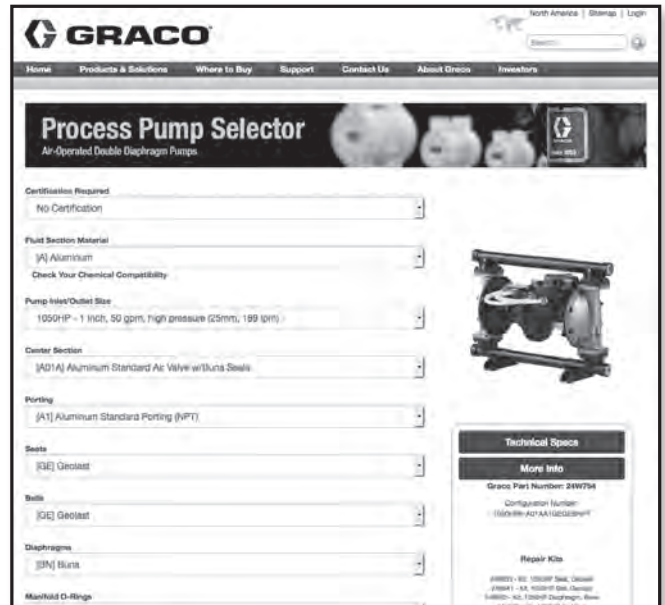 North America | Sitemap | Login
GRACO
Search
Home Products & Solutions Where to Buy Support Contact Us About Graco Investors
Process Pump Selector
Air-Operated Double Diaphragm Pumps
GRACO
Certification Required
No Certification
Fluid Section Material
[A] Aluminum
Check Your Chemical Compatibility
Pump Inlet/Outlet Size
1050HP - 1 Inch, 50 gpm, high pressure (25mm, 189 lpm)
Center Section
[A01A] Aluminum Standard Air Valve w/Buna Seals
Porting
[A1] Aluminum Standard Porting (NPT)
Seats
[GE] Geolast
Balls
[GE] Geolast
Diaphragms
[BN] Buna
Manifold O-Rings
Technical Specs
More Info
Graco Part Number: 24W754
Configuration Number:
Repair Kits